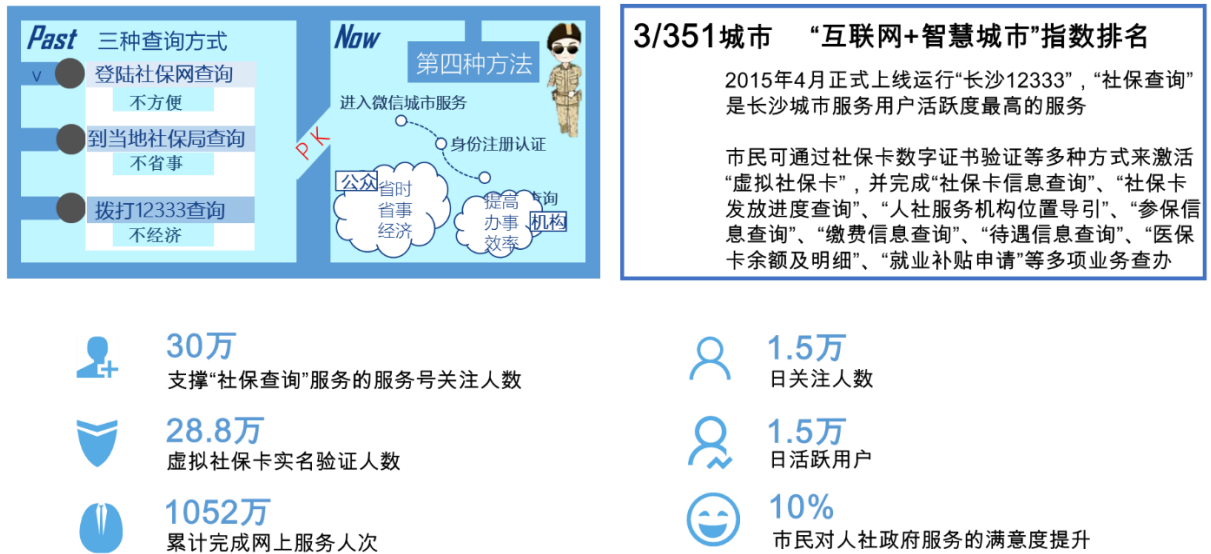 Past 三种查询方式
v 登陆社保网查询
不方便
到当地社保局查询
不省事
拨打12333查询
不经济
PK
Now
第四种方法
进入微信城市服务
身份注册认证
查询
公众
省时
省事
经济
提高
办事
效率
机构
3/351城市 “互联网+智慧城市”指数排名
2015年4月正式上线运行“长沙12333”，“社保查询”
是长沙城市服务用户活跃度最高的服务
市民可通过社保卡数字证书验证等多种方式来激活
“虚拟社保卡”，并完成“社保卡信息查询”、“社保卡
发放进度查询”、“人社服务机构位置导引”、“参保信
息查询”、“缴费信息查询”、“待遇信息查询”、“医保
卡余额及明细”、“就业补贴申请”等多项业务查办
30万
支撑“社保查询”服务的服务号关注人数
28.8万
虚拟社保卡实名验证人数
1052万
累计完成网上服务人次
1.5万
日关注人数
1.5万
日活跃用户
10%
市民对人社政府服务的满意度提升